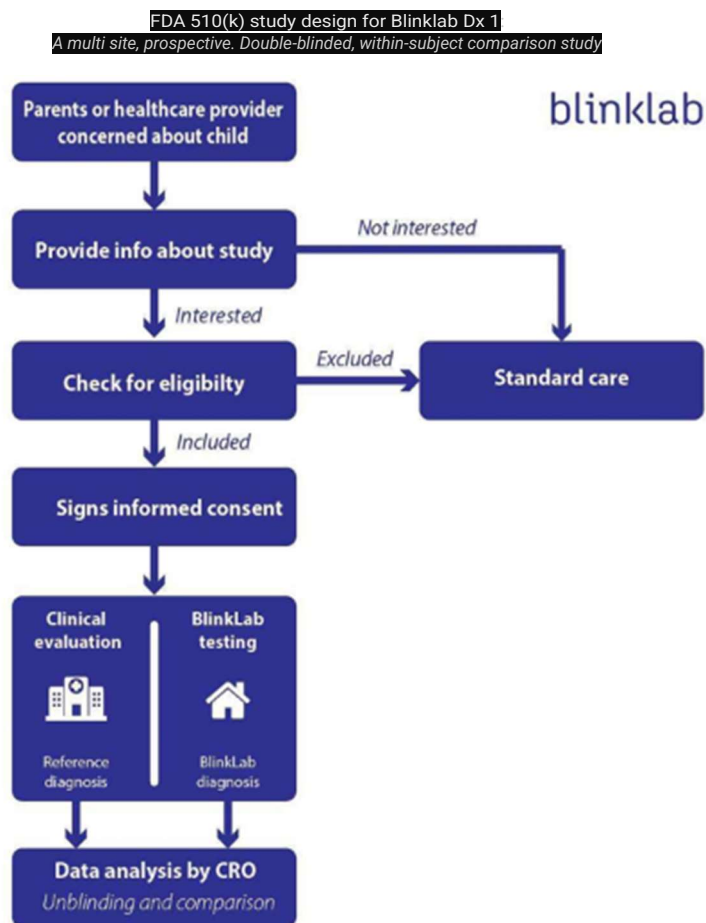 FDA 510(k) study design for Blinklab Dx 1:
A multi site, prospective. Double-blinded, within-subject comparison study
blinklab
Parents or healthcare provider
concerned about child
Provide info about study
Not interested
Interested
Check for eligibilty
Excluded
Standard care
Included
Signs informed consent
Clinical
evaluation
Reference
diagnosis
BlinkLab
testing
BlinkLab
diagnosis
Data analysis by CRO
Unblinding and comparison